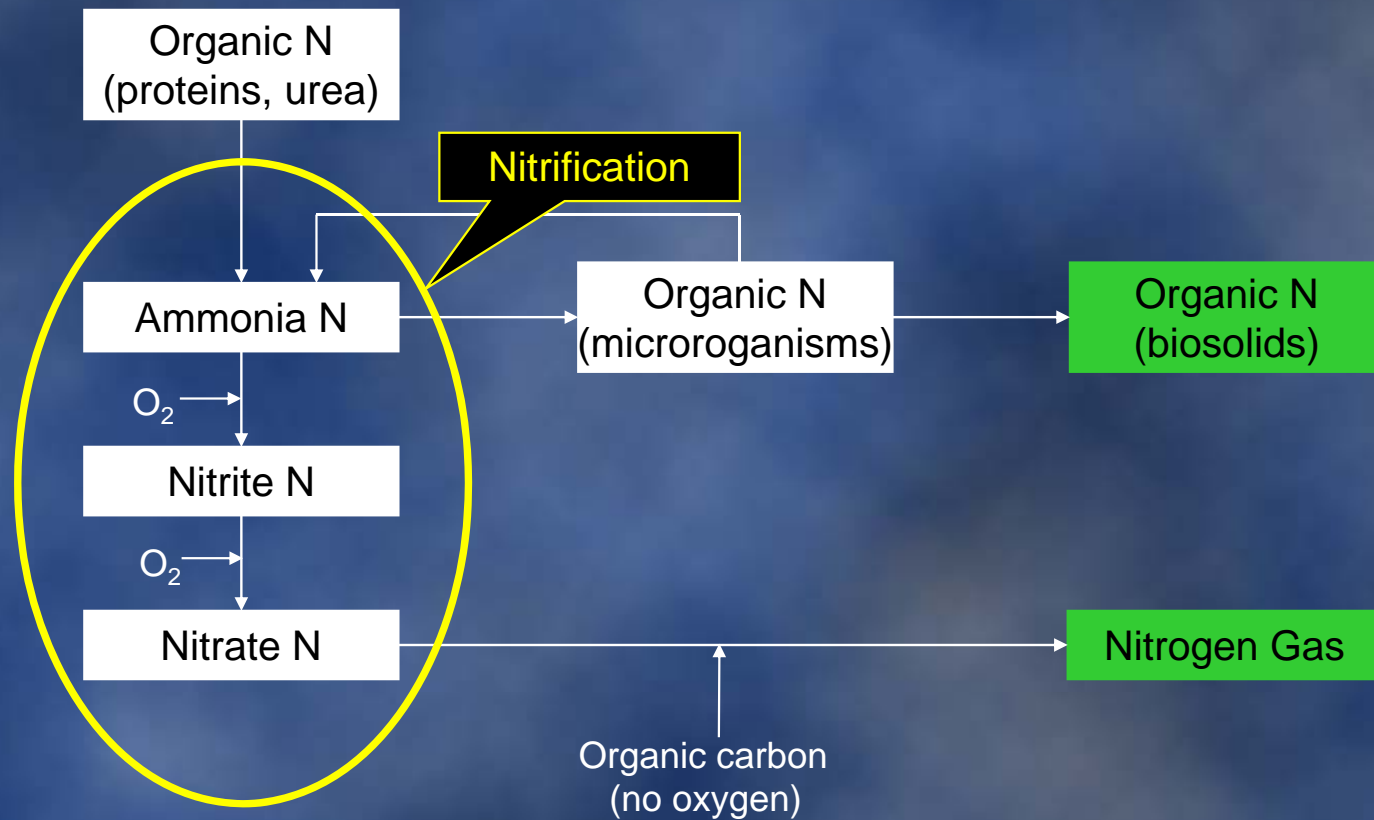 Organic N
(proteins, urea)
Nitrification
Ammonia N
Organic N
(microroganisms)
Organic N
(biosolids)
O₂
Nitrite N
O₂
Nitrate N
Nitrogen Gas
Organic carbon
(no oxygen)